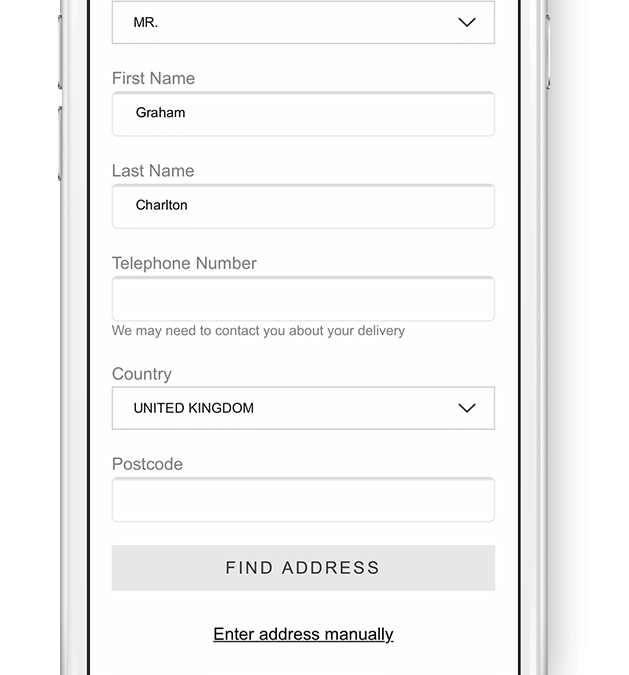 MR.
First Name
Graham
Last Name
Charlton
Telephone Number
We may need to contact you about your delivery
Country
UNITED KINGDOM
Postcode
FIND ADDRESS
Enter address manually